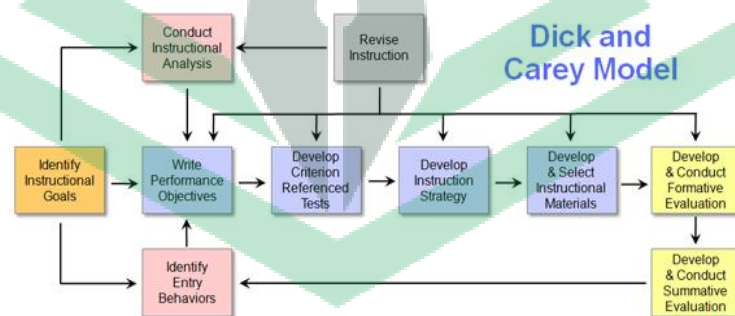 Conduct
Instructional
Analysis
Revise
Instruction
Dick and
Carey Model
Identify
Instructional
Goals
Write
Performance
Objectives
Develop
Criterion
Referenced
Tests
Develop
Instruction
Strategy
Develop
& Select
Instructional
Materials
Develop
& Conduct
Formative
Evaluation
Identify
Entry
Behaviors
Develop
& Conduct
Summative
Evaluation